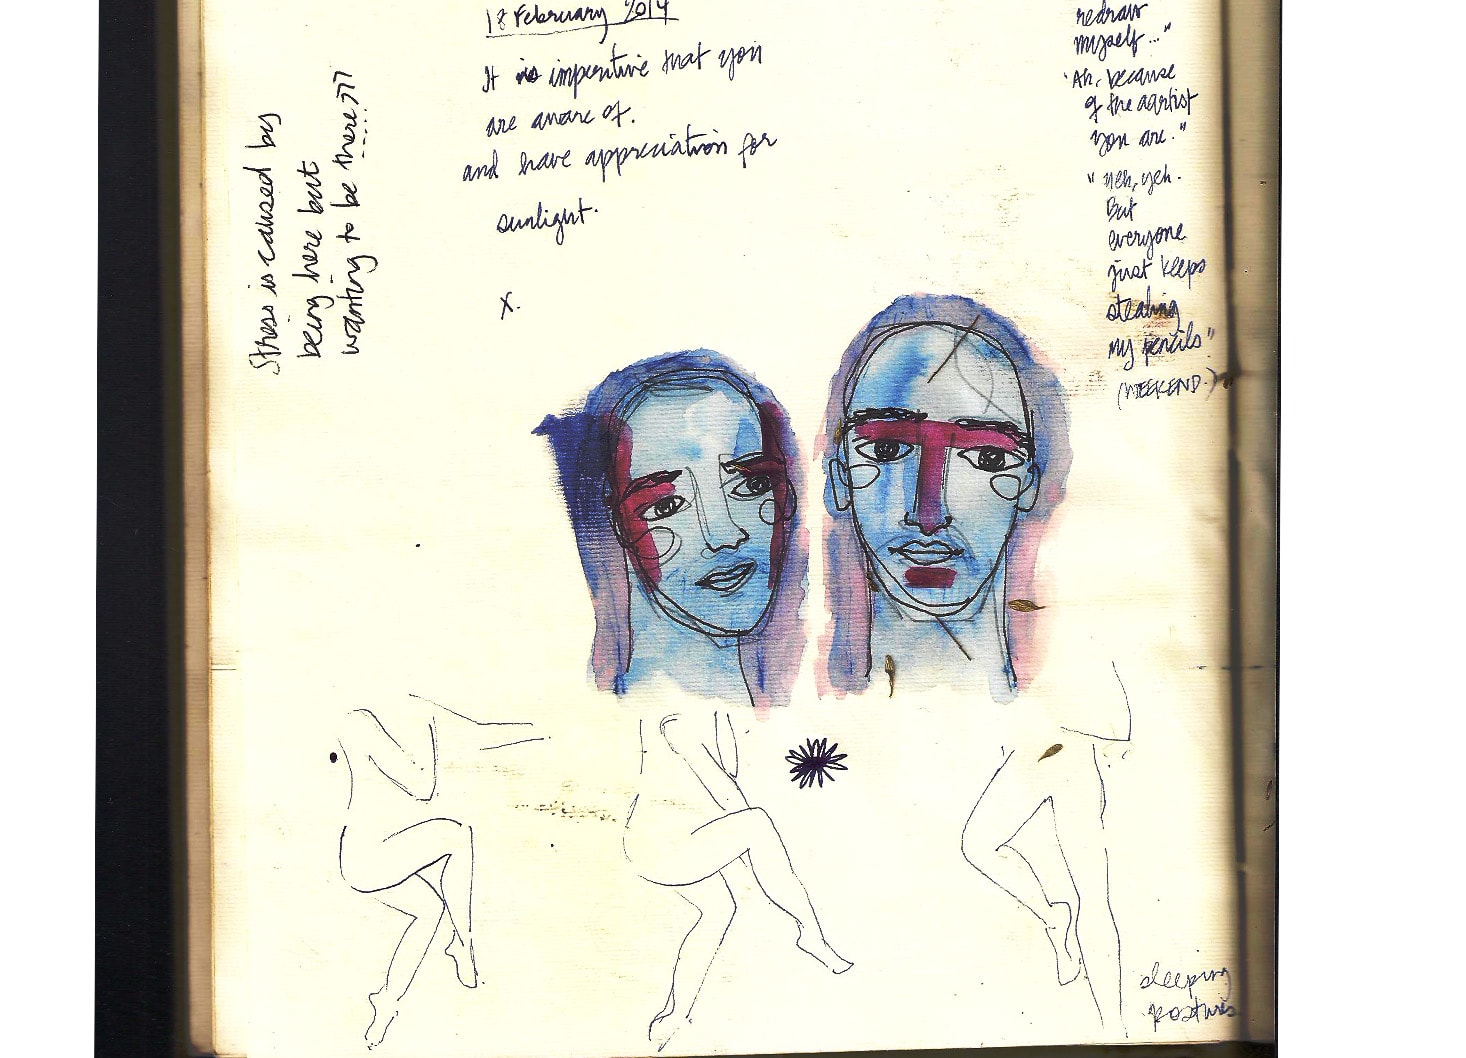 18 February 2014
It is imperitive that you
are aware of.
and have appreciation for
sunlight.
x.
Stress is caused by
being here but
wanting to be there???
redraw
myself..."
"Ah, because
of the aartist
you are."
"yeh, yeh.
But
everyone
just keeps
stealing
my pencils"
(WEEKEND.)
sleeping
postures